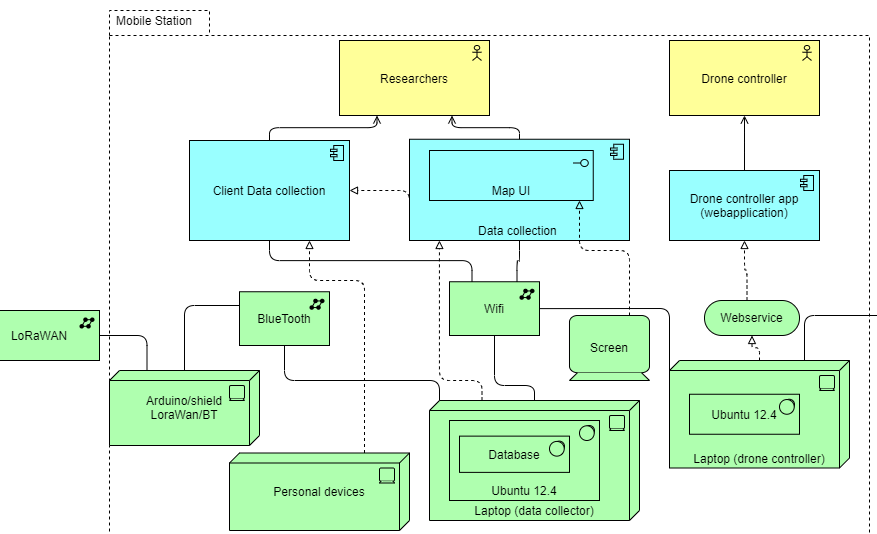 Mobile Station
Researchers
Drone controller
Client Data collection
Map UI
Data collection
Drone controller app
(webapplication)
LoRaWAN
BlueTooth
Wifi
Screen
Webservice
Arduino/shield
LoraWan/BT
Ubuntu 12.4
Laptop (drone controller)
Database
Ubuntu 12.4
Laptop (data collector)
Personal devices